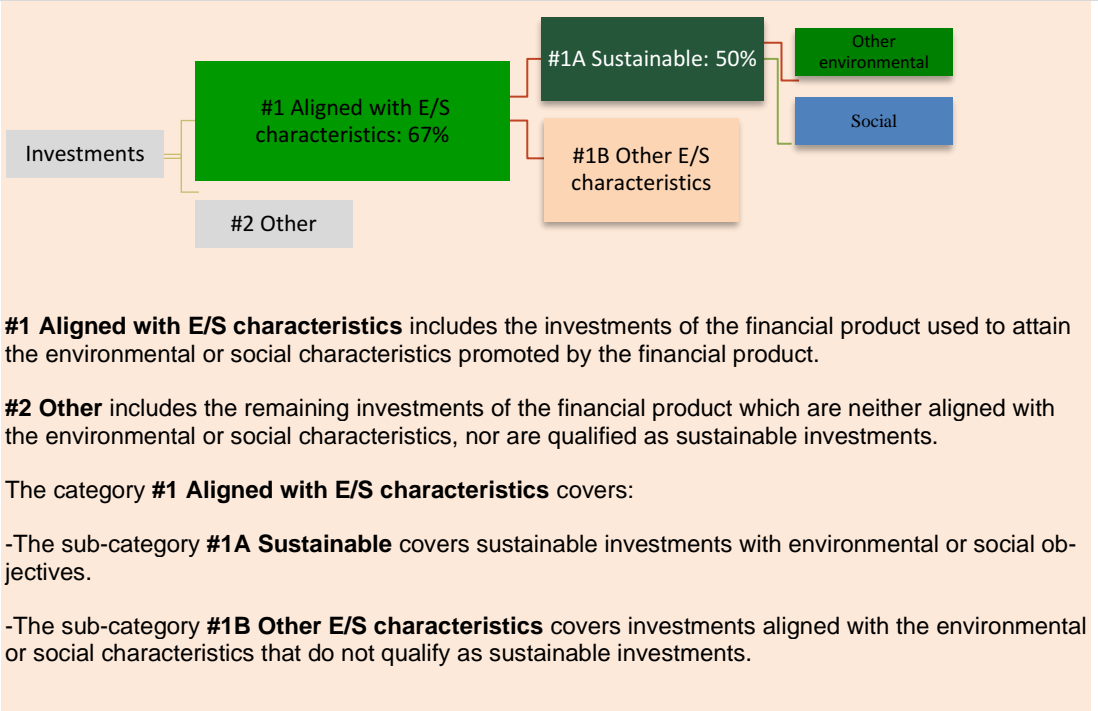 Investments
#1 Aligned with E/S
characteristics: 67%
#2 Other
#1A Sustainable: 50%
#1B Other E/S
characteristics
Other
environmental
Social
#1 Aligned with E/S characteristics includes the investments of the financial product used to attain
the environmental or social characteristics promoted by the financial product.
#2 Other includes the remaining investments of the financial product which are neither aligned with
the environmental or social characteristics, nor are qualified as sustainable investments.
The category #1 Aligned with E/S characteristics covers:
-The sub-category #1A Sustainable covers sustainable investments with environmental or social ob-
jectives.
-The sub-category #1B Other E/S characteristics covers investments aligned with the environmental
or social characteristics that do not qualify as sustainable investments.